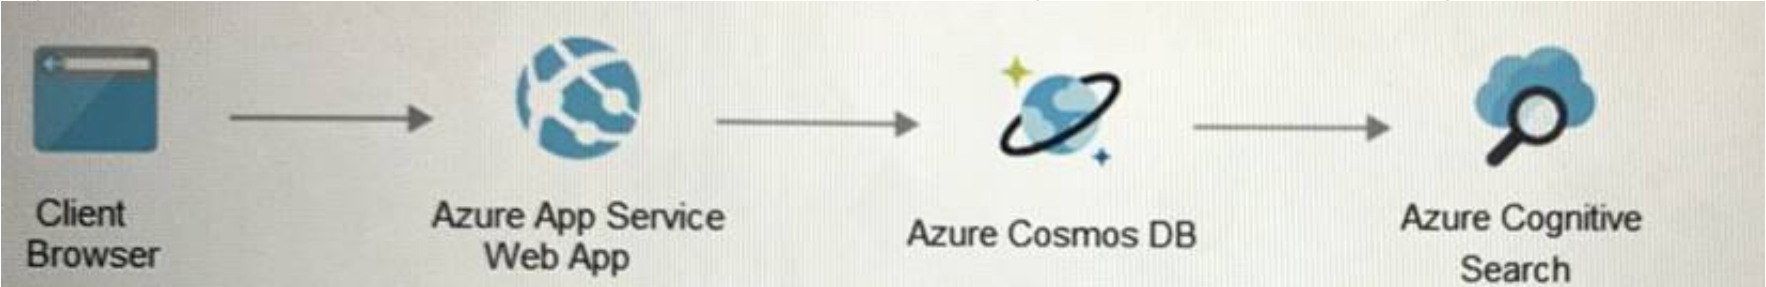 Client
Browser
Azure App Service
Web App
Azure Cosmos DB
Azure Cognitive
Search